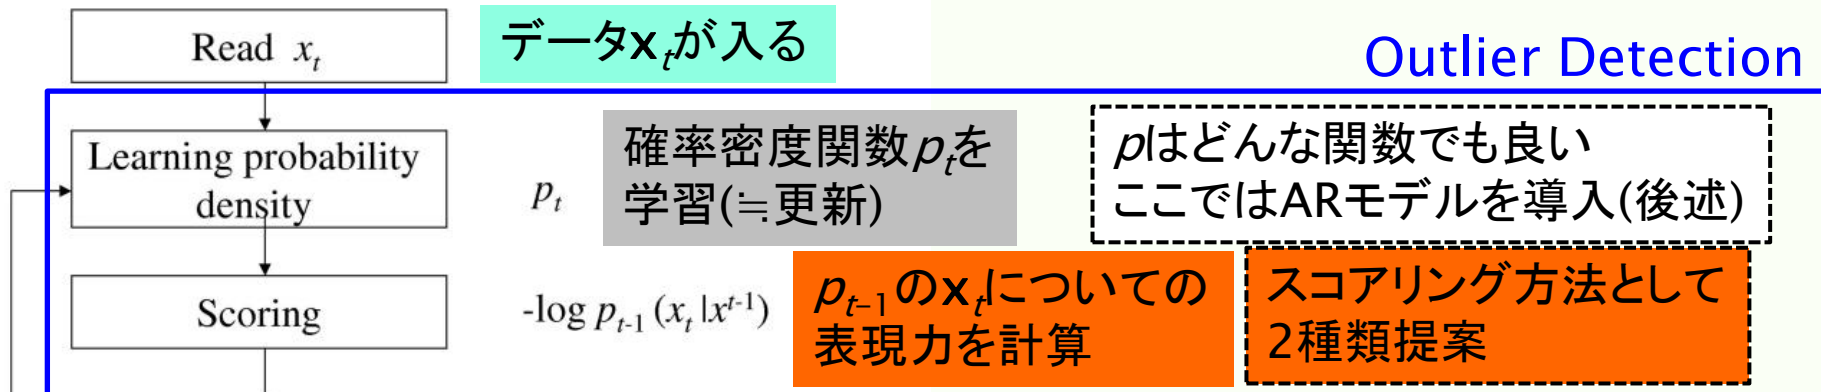 Read x_t
データx_tが入る
Outlier Detection
Learning probability
density
p_t
確率密度関数p_tを
学習(≒更新)
pはどんな関数でも良い
ここではARモデルを導入(後述)
Scoring
-log p_{t-1} (x_t |x^{t-1})
p_{t-1}のx_tについての
表現力を計算
スコアリング方法として
2種類提案